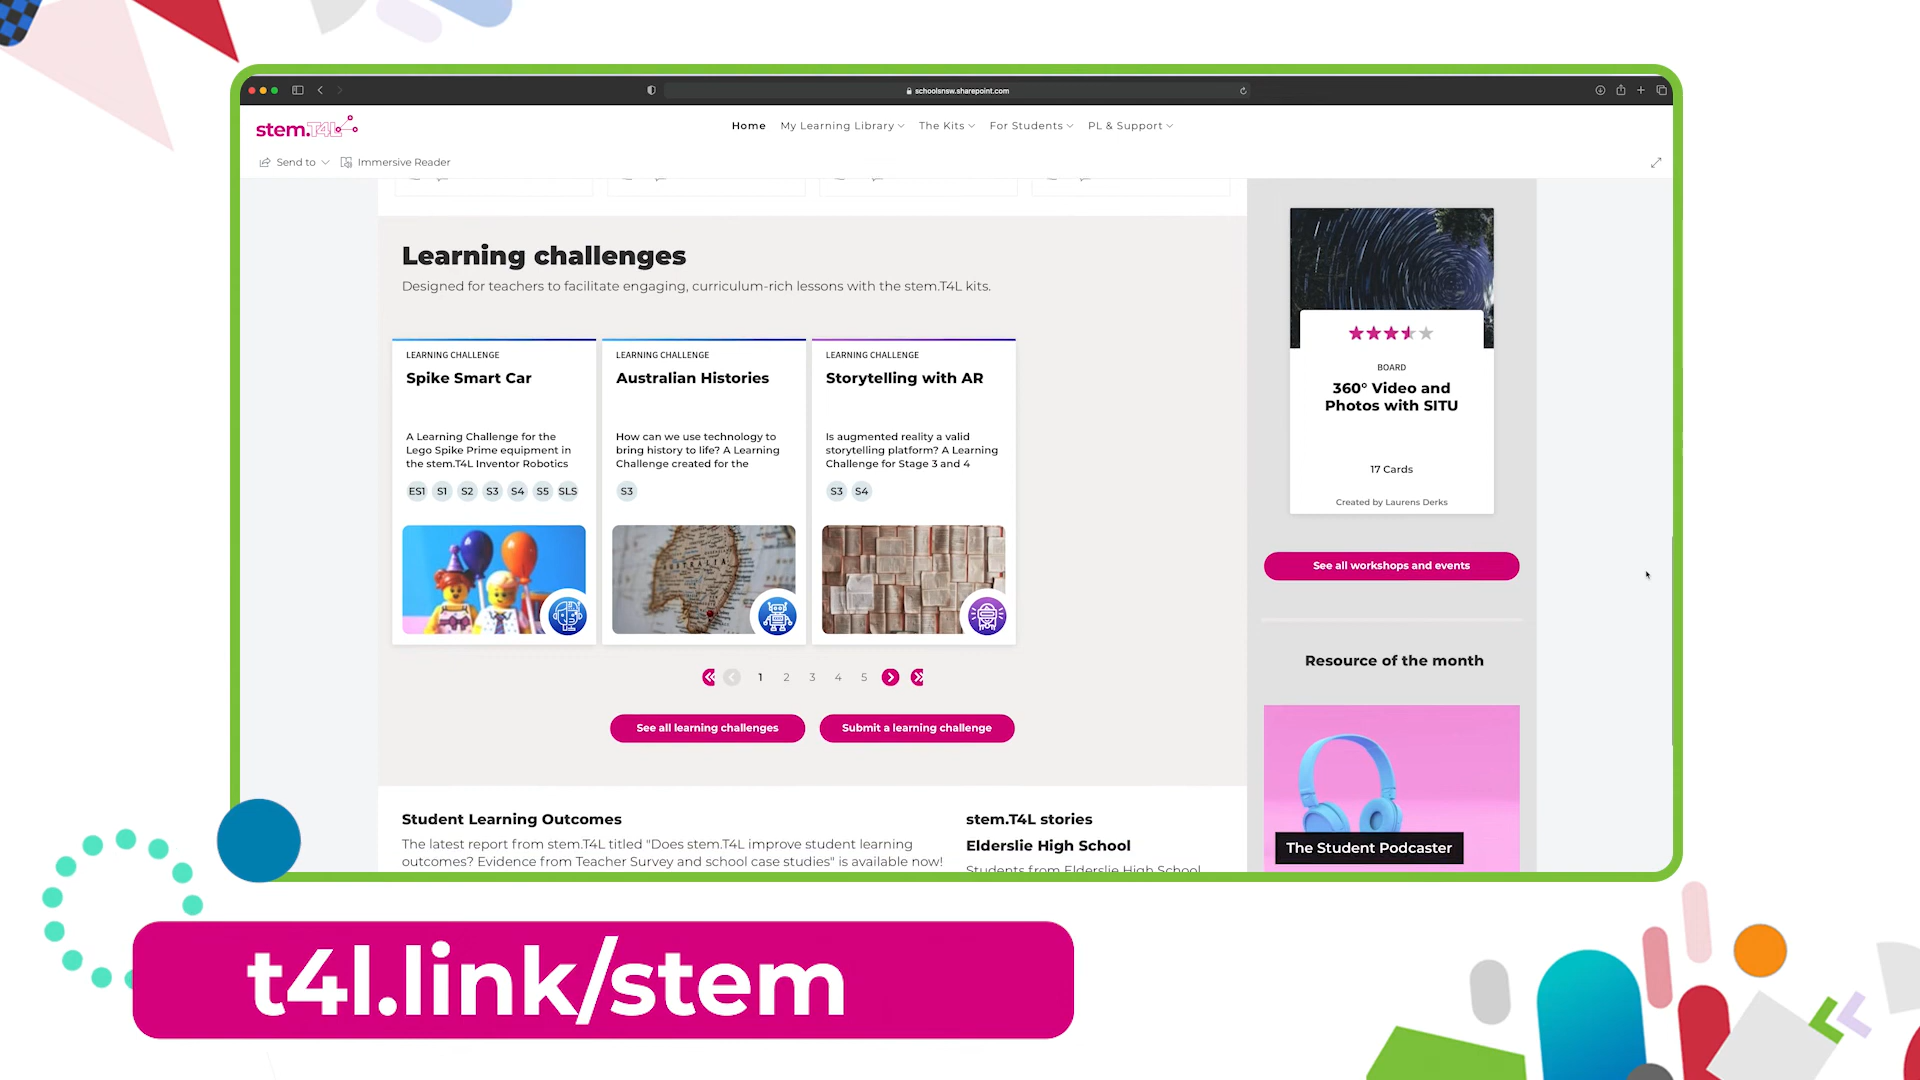 schoolsnsw.sharepoint.com
stem.T4L
Home
My Learning Library
The Kits
For Students
PL & Support
Send to
Immersive Reader
Learning challenges
Designed for teachers to facilitate engaging, curriculum-rich lessons with the stem.T4L kits.
LEARNING CHALLENGE
Spike Smart Car
A Learning Challenge for the
Lego Spike Prime equipment in
the stem.T4L Inventor Robotics
ES1 S1 S2 S3 S4 S5 SLS
LEARNING CHALLENGE
Australian Histories
How can we use technology to
bring history to life? A Learning
Challenge created for the
S3
AUSTRALIA
LEARNING CHALLENGE
Storytelling with AR
Is augmented reality a valid
storytelling platform? A Learning
Challenge for Stage 3 and 4
S3 S4
1 2 3 4 5
See all learning challenges
Submit a learning challenge
BOARD
360° Video and
Photos with SITU
17 Cards
Created by Laurens Derks
See all workshops and events
Resource of the month
The Student Podcaster
Student Learning Outcomes
The latest report from stem.T4L titled "Does stem.T4L improve student learning
outcomes? Evidence from Teacher Survey and school case studies" is available now!
stem.T4L stories
Elderslie High School
Students from Elderslie High School
t4l.link/stem